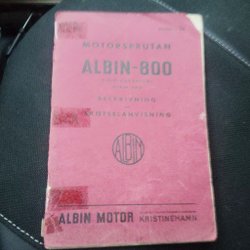 MOTORSPRUTAN
ALBIN-800
BESKRIVNING
SKÖTSELANVISNING
ALBIN
ALBIN MOTOR KRISTINEHAMN